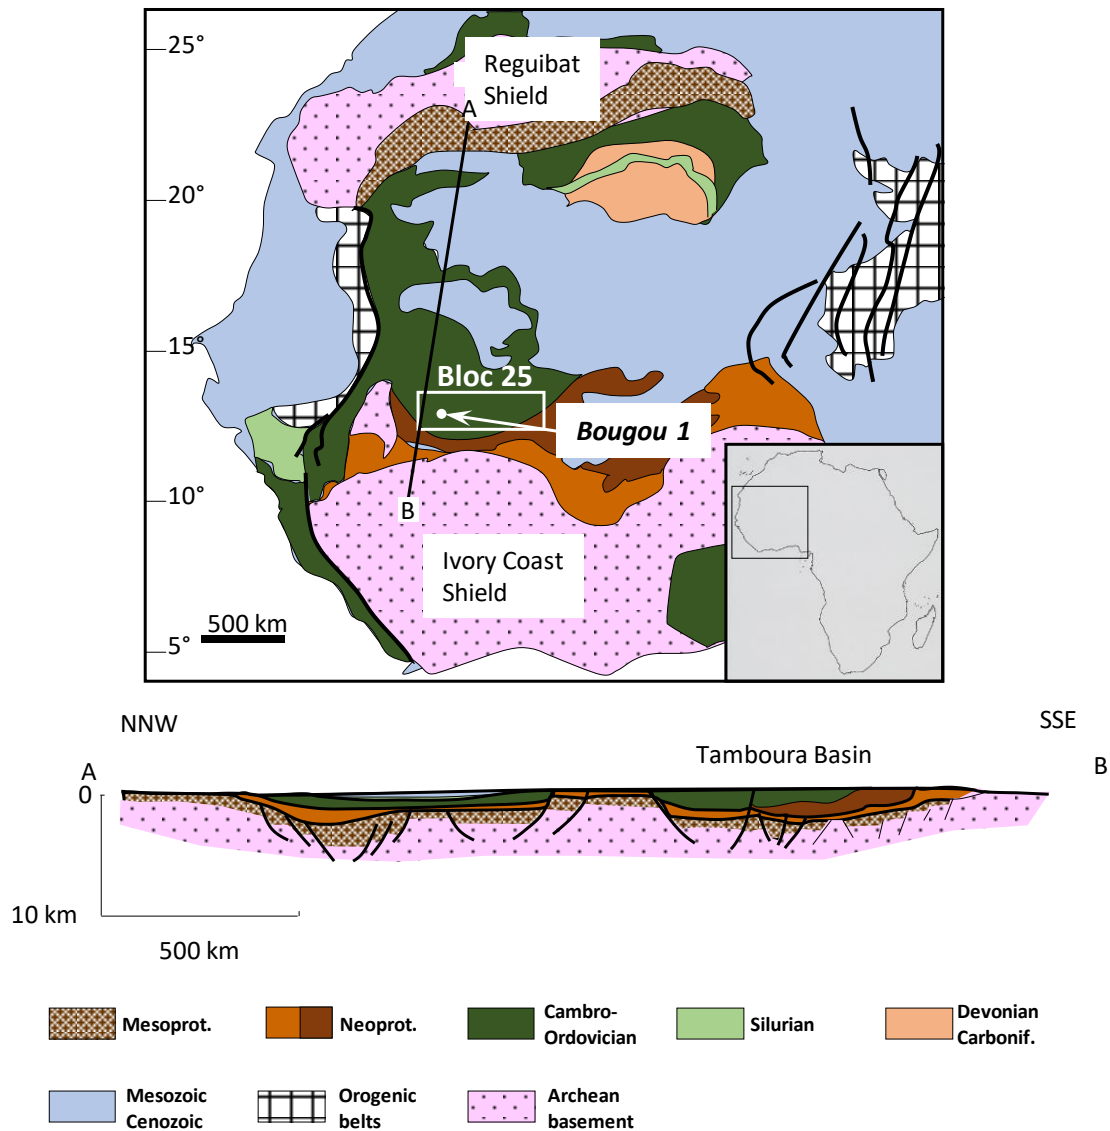 25°
Reguibat
Shield
A
20°
15°
Bloc 25
Bougou 1
10°
B
Ivory Coast
Shield
500 km
5°
NNW
SSE
Tamboura Basin
A
B
0
10 km
500 km
Mesoprot.
Neoprot.
Cambro-
Ordovician
Silurian
Devonian
Carbonif.
Mesozoic
Cenozoic
Orogenic
belts
Archean
basement